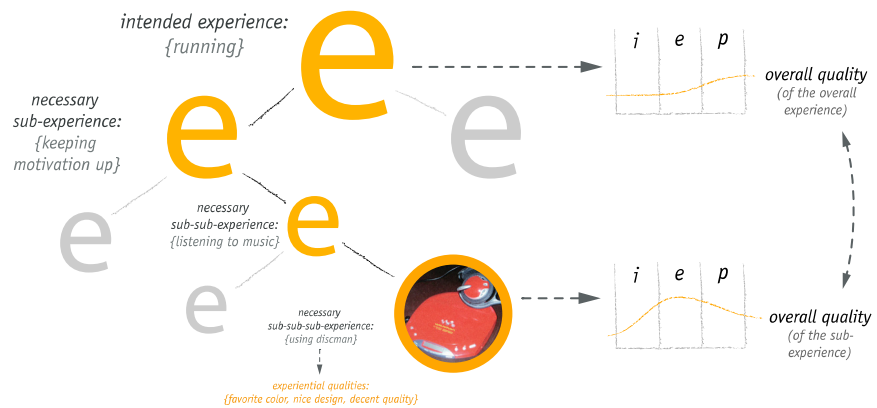 intended experience:
{running}
e
i e p
overall quality
(of the overall
experience)
necessary
sub-experience:
{keeping
motivation up}
e
e
necessary
sub-sub-experience:
{listening to music}
e
e
e
i e p
overall quality
(of the sub-
experience)
necessary
sub-sub-sub-experience:
{using discman}
experiential qualities:
{favorite color, nice design, decent quality}